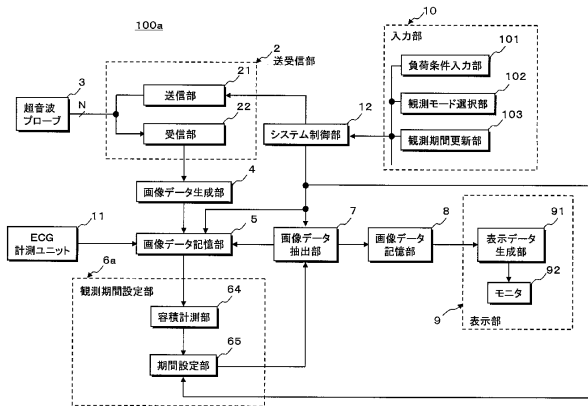 100a
10
入力部
101
負荷条件入力部
102
観測モード選択部
103
観測期間更新部
2
送受信部
21
送信部
22
受信部
3
超音波
プローブ
N
12
システム制御部
4
画像データ生成部
11
ECG
計測ユニット
5
画像データ記憶部
7
画像データ
抽出部
8
画像データ
記憶部
91
表示データ
生成部
92
モニタ
9
表示部
6a
観測期間設定部
64
容積計測部
65
期間設定部